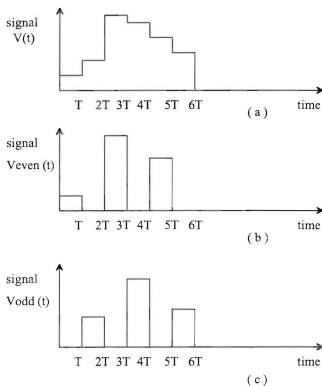 signal
V(t)
T 2T 3T 4T 5T 6T time
( a )
signal
Veven (t)
T 2T 3T 4T 5T 6T time
( b )
signal
Vodd (t)
T 2T 3T 4T 5T 6T time
( c )